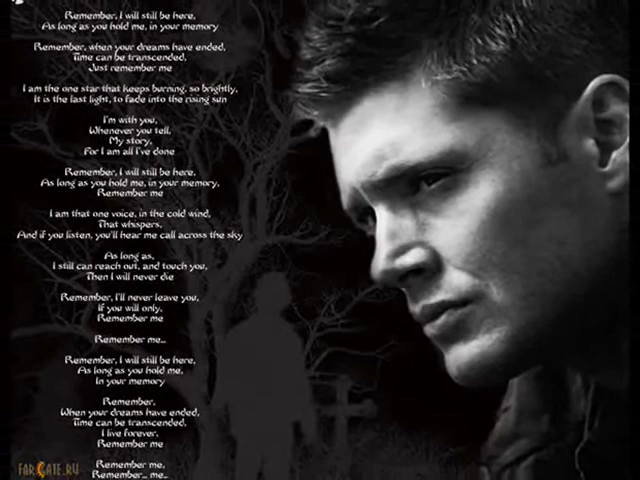 Remember, I will still be here,
As long as you hold me, in your memory
Remember, when your dreams have ended,
Time can be transcended,
Just remember me
I am the one star that keeps burning, so brightly,
It is the last light, to fade into the rising sun
I'm with you,
Whenever you tell,
My story,
For I am all I've done
Remember, I will still be here,
As long as you hold me, in your memory,
Remember me
I am that one voice, in the cold wind,
That whispers,
And if you listen, you'll hear me call across the sky
As long as,
I still can reach out, and touch you,
Then I will never die
Remember, I'll never leave you,
If you will only,
Remember me
Remember me...
Remember, I will still be here,
As long as you hold me,
In your memory
Remember,
When your dreams have ended,
Time can be transcended,
I live forever,
Remember me
Remember me,
Remember... me...
FARGATE.RU